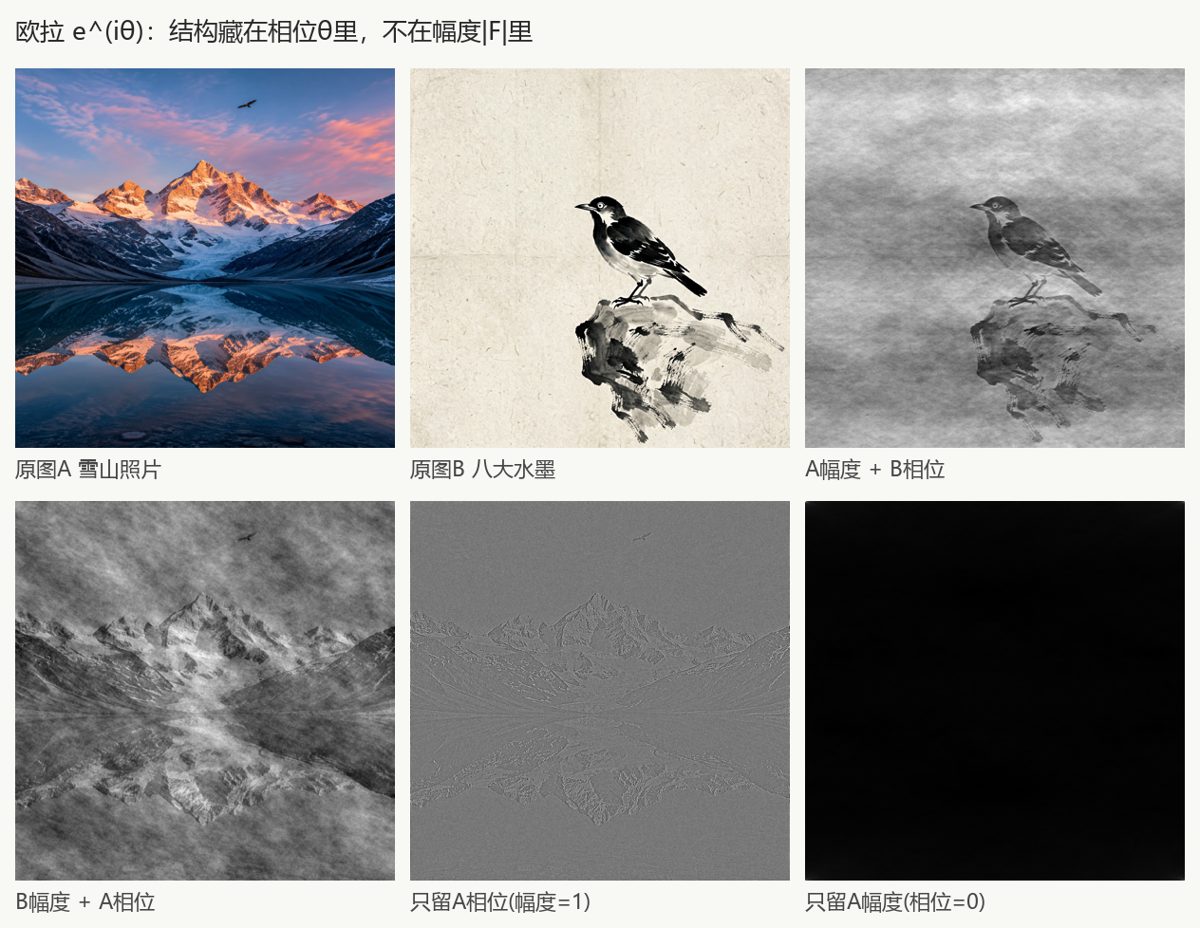 欧拉 e^(iθ)：结构藏在相位θ里，不在幅度|F|里
原图A 雪山照片
原图B 八大水墨
A幅度 + B相位
B幅度 + A相位
只留A相位(幅度=1)
只留A幅度(相位=0)